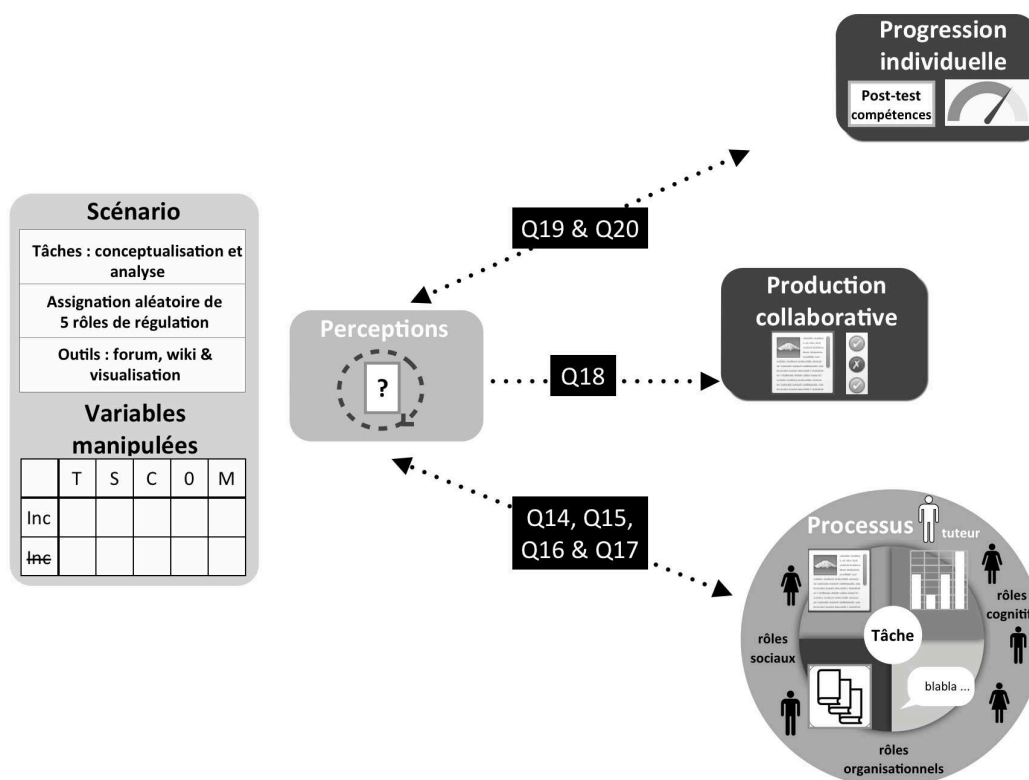 Progression
individuelle
Post-test
compétences
Scénario
Tâches : conceptualisation et
analyse
Assignation aléatoire de
5 rôles de régulation
Outils : forum, wiki &
visualisation
Variables
manipulées
T S C 0 M
Inc
Inc
Perceptions
?
Q19 & Q20
Q18
Q14, Q15,
Q16 & Q17
Production
collaborative
Processus
tuteur
rôles
cognitif
rôles
sociaux
Tâche
blabla ...
rôles
organisationnels